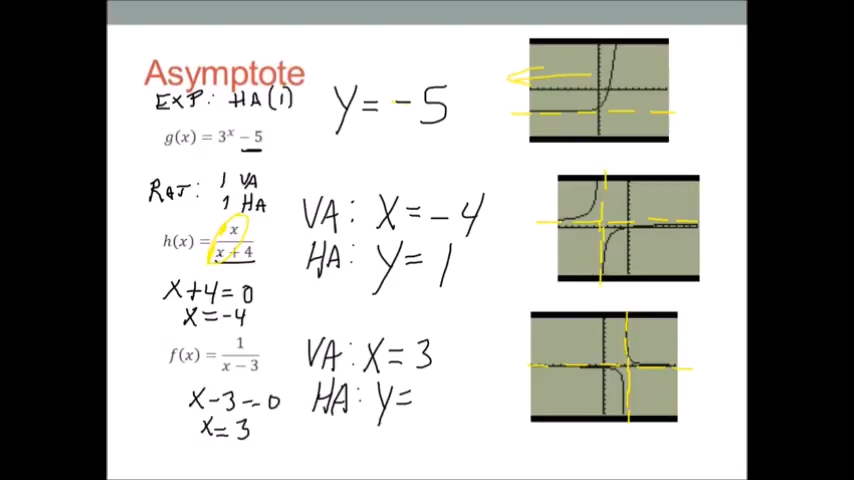 Asymptote
EXP: HA(1)
y = -5
g(x) = 3^x - 5
RAT: 1 VA
1 HA
VA: x = -4
h(x) = x/(x + 4)
HA: y = 1
x+4=0
x=-4
f(x) = 1/(x - 3)
VA: x = 3
x-3=0
HA: y =
x=3